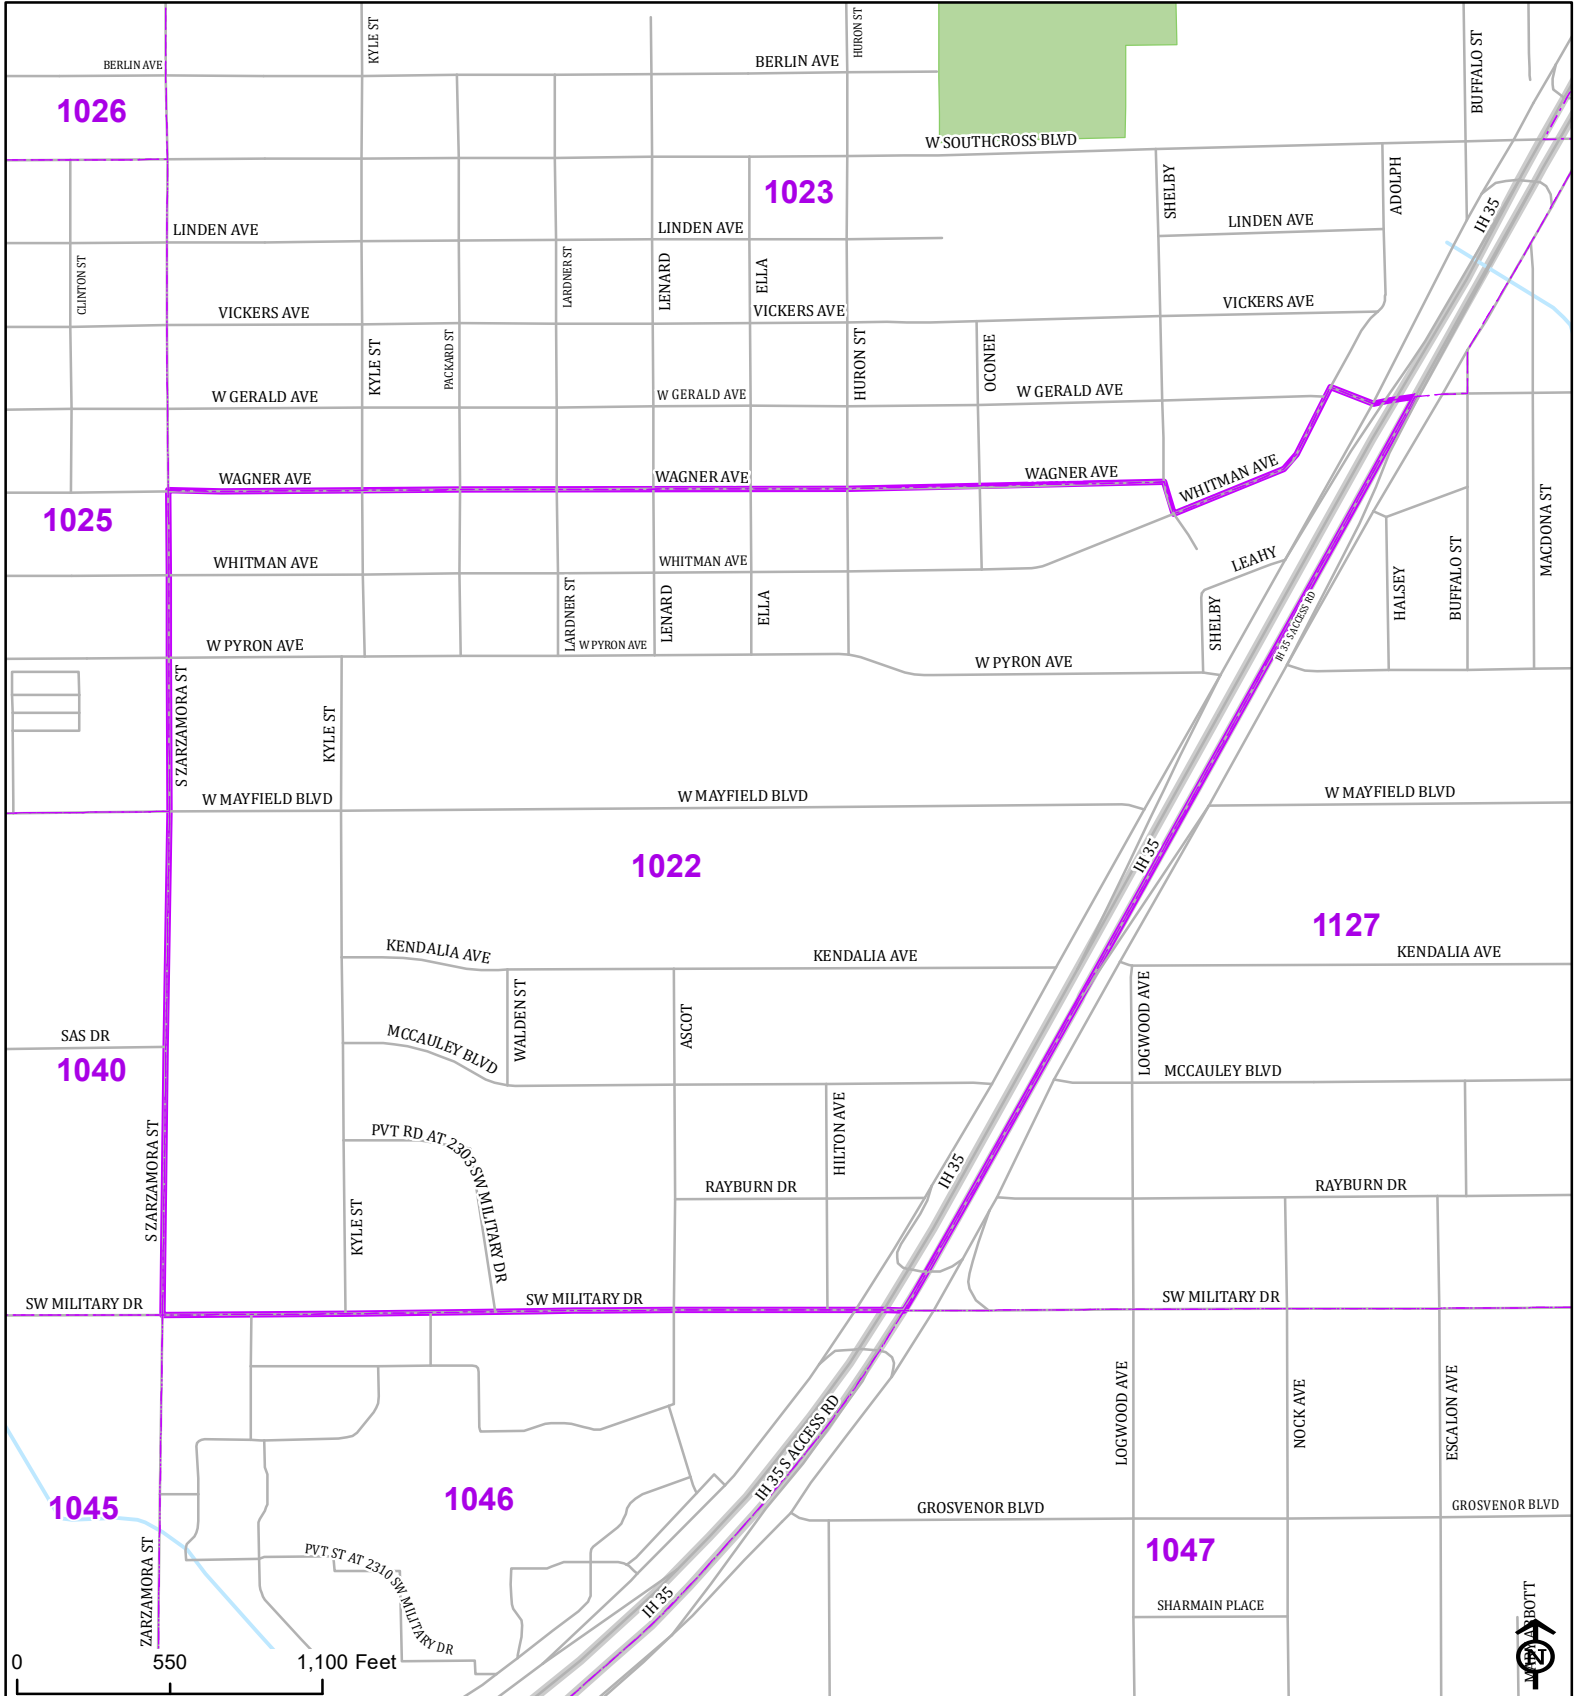 KYLE ST
HURON ST
BUFFALO ST
BERLIN AVE
BERLIN AVE
1026
W SOUTHCROSS BLVD
1023
SHELBY
ADOLPH
IH 35
LINDEN AVE
LINDEN AVE
LINDEN AVE
CLINTON ST
LARDNER ST
LENARD
ELLA
VICKERS AVE
VICKERS AVE
VICKERS AVE
KYLE ST
PACKARD ST
HURON ST
OCONEE
W GERALD AVE
W GERALD AVE
W GERALD AVE
WAGNER AVE
WAGNER AVE
WAGNER AVE
WHITMAN AVE
1025
MACDONA ST
WHITMAN AVE
WHITMAN AVE
LEAHY
HALSEY
BUFFALO ST
LARDNER ST
LENARD
ELLA
SHELBY
IH 35 S ACCESS RD
W PYRON AVE
W PYRON AVE
W PYRON AVE
S ZARZAMORA ST
KYLE ST
W MAYFIELD BLVD
W MAYFIELD BLVD
W MAYFIELD BLVD
1022
IH 35
1127
KENDALIA AVE
KENDALIA AVE
KENDALIA AVE
WALDEN ST
ASCOT
LOGWOOD AVE
SAS DR
MCCAULEY BLVD
1040
MCCAULEY BLVD
S ZARZAMORA ST
PVT RD AT 2303 SW MILITARY DR
HILTON AVE
IH 35
RAYBURN DR
RAYBURN DR
KYLE ST
SW MILITARY DR
SW MILITARY DR
SW MILITARY DR
LOGWOOD AVE
NOCK AVE
ESCALON AVE
IH 35 S ACCESS RD
1045
1046
GROSVENOR BLVD
GROSVENOR BLVD
1047
ZARZAMORA ST
PVT ST AT 2310 SW MILITARY DR
IH 35
SHARMAIN PLACE
ABBOTT
0 550 1,100 Feet
N